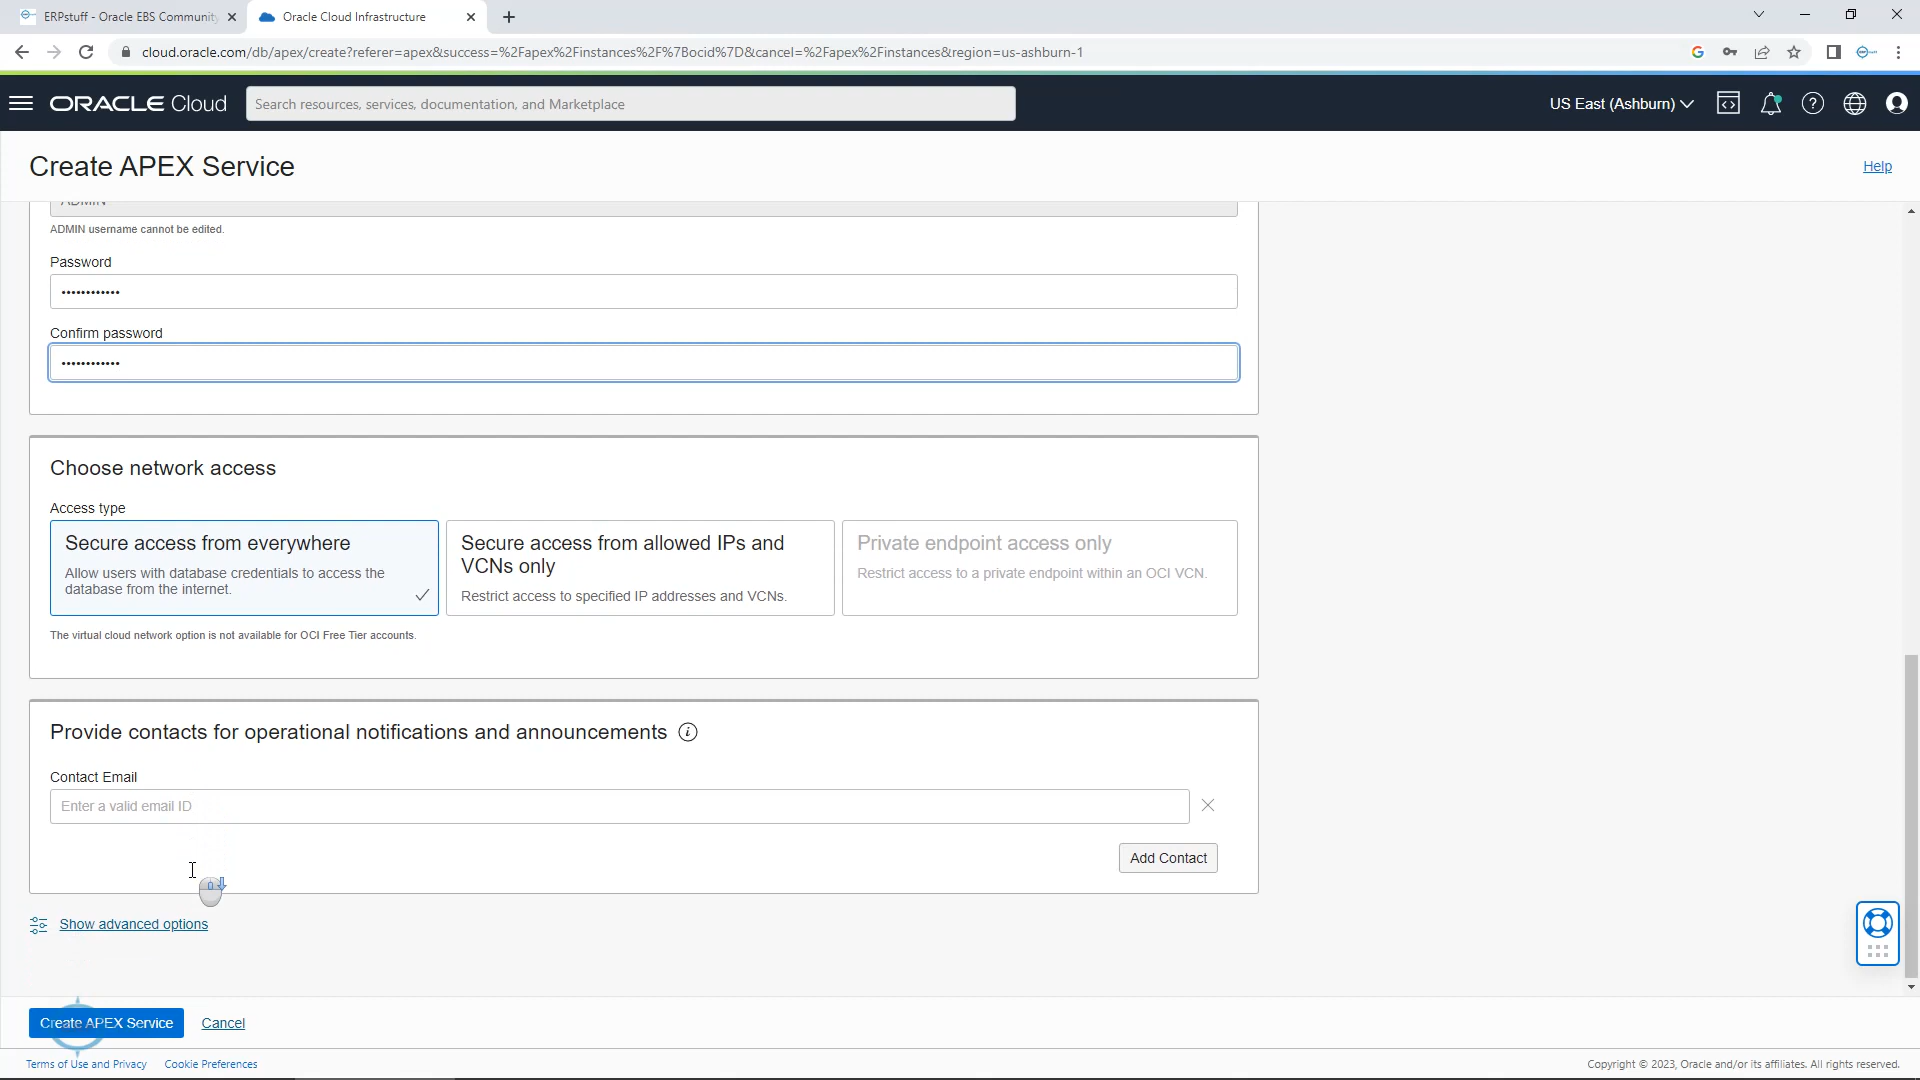 ERPstuff - Oracle EBS Community
Oracle Cloud Infrastructure
cloud.oracle.com/db/apex/create?referer=apex&success=%2Fapex%2Finstances%2F%7Bocid%7D&cancel=%2Fapex%2Finstances&region=us-ashburn-1
ORACLE Cloud
Search resources, services, documentation, and Marketplace
US East (Ashburn)
Create APEX Service
Help
ADMIN
ADMIN username cannot be edited.
Password
••••••••••••
Confirm password
••••••••••••
Choose network access
Access type
Secure access from everywhere
Allow users with database credentials to access the
database from the internet.
Secure access from allowed IPs and
VCNs only
Restrict access to specified IP addresses and VCNs.
Private endpoint access only
Restrict access to a private endpoint within an OCI VCN.
The virtual cloud network option is not available for OCI Free Tier accounts.
Provide contacts for operational notifications and announcements
Contact Email
Enter a valid email ID
Add Contact
Show advanced options
Create APEX Service
Cancel
Terms of Use and Privacy
Cookie Preferences
Copyright © 2023, Oracle and/or its affiliates. All rights reserved.